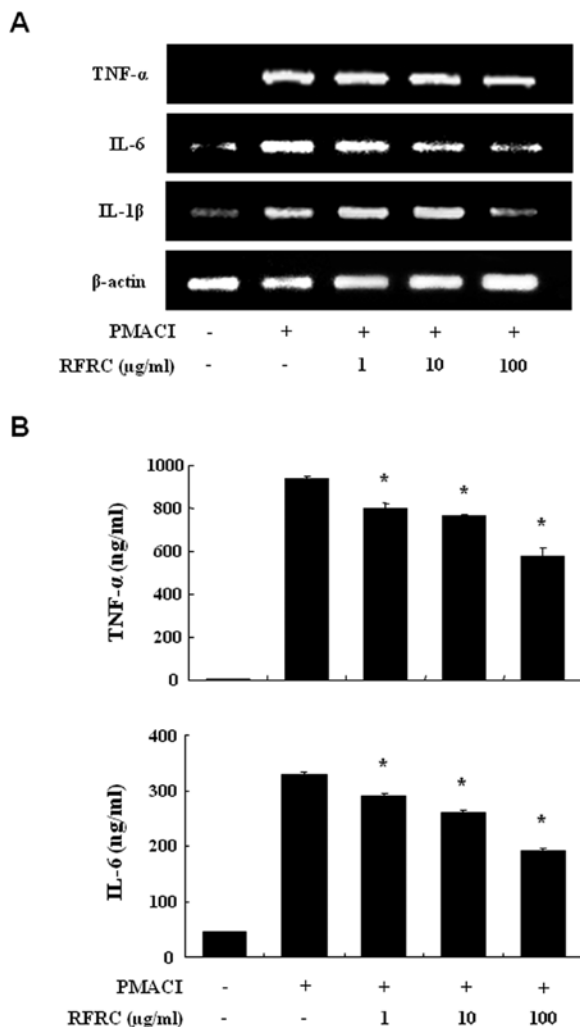 A
TNF-α
IL-6
IL-1β
β-actin
PMACI - + + + +
RFRC (µg/ml) - - 1 10 100
B
TNF-α (ng/ml)
1000
800
600
400
200
0
* * *
IL-6 (ng/ml)
400
300
200
100
0
* * *
PMACI - + + + +
RFRC (µg/ml) - - 1 10 100